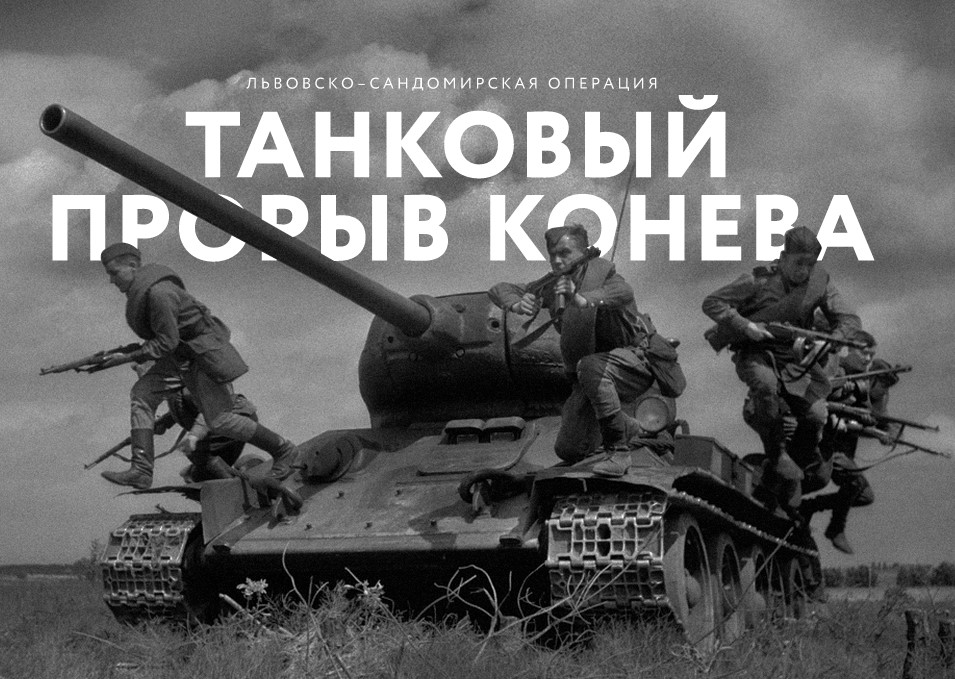 ЛЬВОВСКО-САНДОМИРСКАЯ ОПЕРАЦИЯ
ТАНКОВЫЙ
ПРОРЫВ КОНЕВА